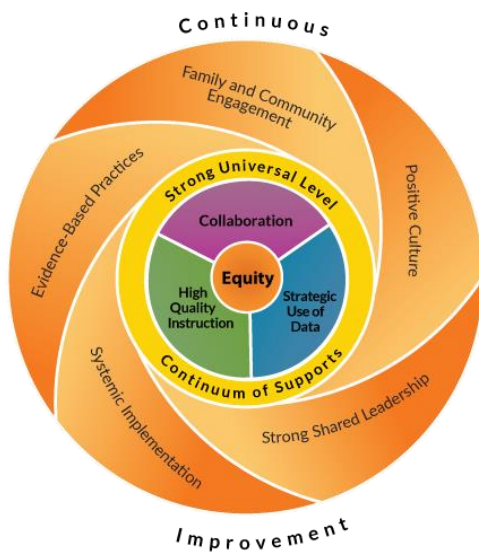 Continuous
Family and Community
Engagement
Evidence-Based Practices
Positive Culture
Strong Universal Level
Collaboration
Equity
High
Quality
Instruction
Strategic
Use of
Data
Continuum of Supports
Systemic Implementation
Strong Shared Leadership
Improvement